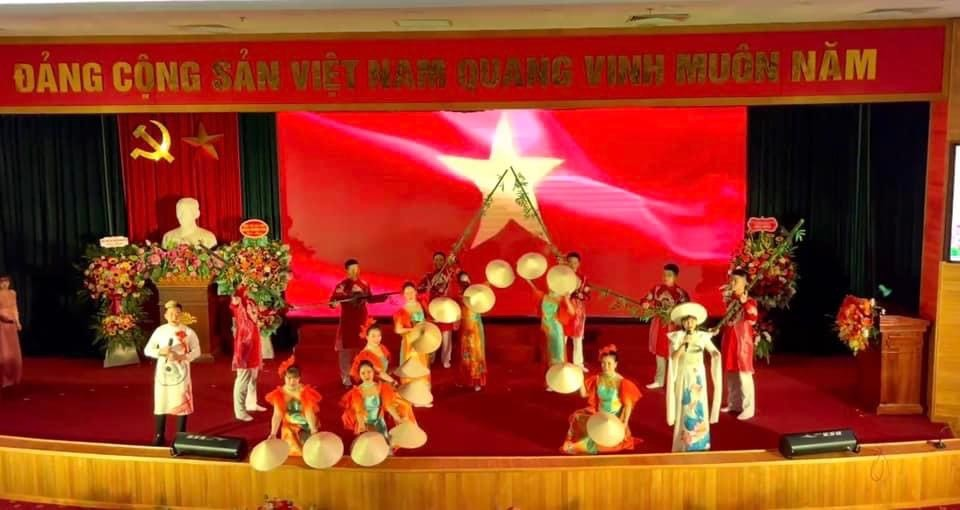 ĐẢNG CỘNG SẢN VIỆT NAM QUANG VINH MUÔN NĂM